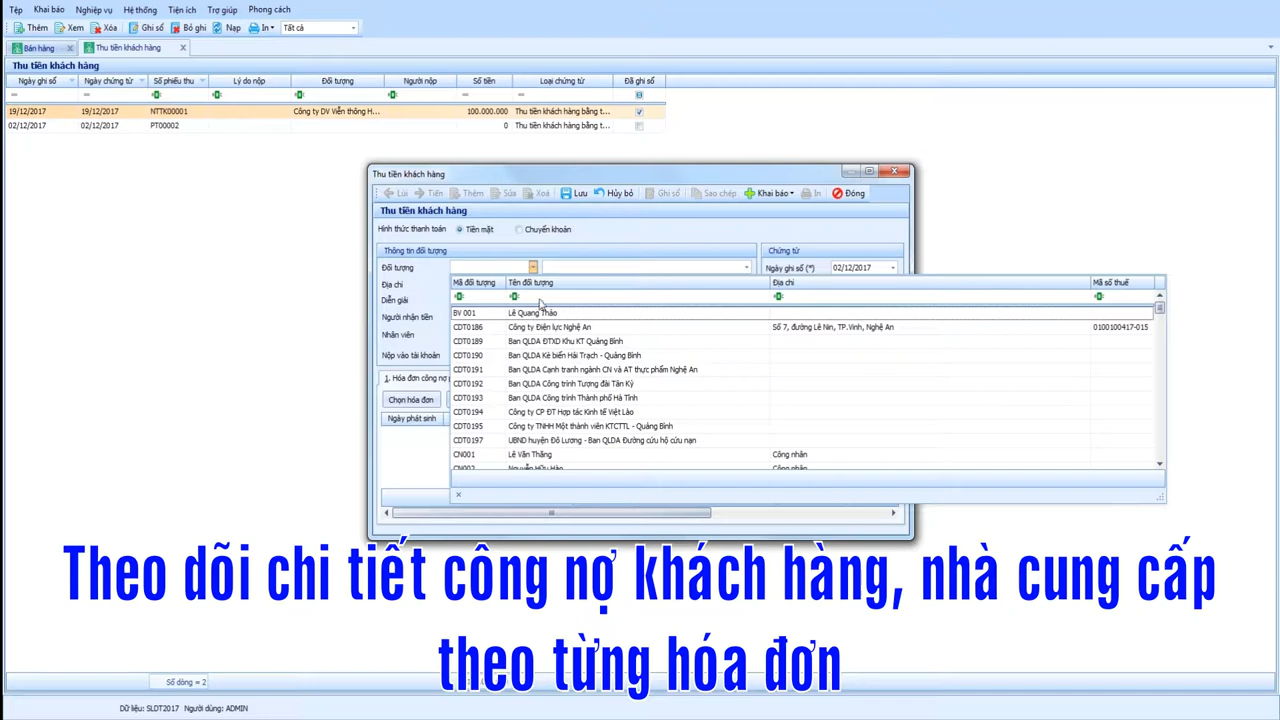 Tệp Khai báo Nghiệp vụ Hệ thống Tiện ích Trợ giúp Phong cách
Thêm Xem Xóa Ghi sổ Bỏ ghi Nạp In Tất cả
Bán hàng Thu tiền khách hàng
Thu tiền khách hàng
Ngày ghi sổ Ngày chứng từ Số phiếu thu Lý do nộp Đối tượng Người nộp Số tiền Loại chứng từ Đã ghi sổ
19/12/2017 19/12/2017 NTTK00001 Công ty DV Viễn thông H... 100.000.000 Thu tiền khách hàng bằng t...
02/12/2017 02/12/2017 PT00002 0 Thu tiền khách hàng bằng t...
Thu tiền khách hàng
Lùi Tiến Thêm Sửa Xoá Lưu Hủy bỏ Ghi sổ Sao chép Khai báo In Đóng
Thu tiền khách hàng
Hình thức thanh toán Tiền mặt Chuyển khoản
Thông tin đối tượng Chứng từ
Đối tượng Ngày ghi sổ (*) 02/12/2017
Địa chỉ
Diễn giải
Người nhận tiền
Nhân viên
Nộp vào tài khoản
1. Hóa đơn công nợ
Chọn hóa đơn
Ngày phát sinh
Mã đối tượng Tên đối tượng Địa chỉ Mã số thuế
BV 001 Lê Quang Thảo
CDT0186 Công ty Điện lực Nghệ An Số 7, đường Lê Nin, TP.Vinh, Nghệ An 0100100417-015
CDT0189 Ban QLDA ĐTXD Khu KT Quảng Bình
CDT0190 Ban QLDA Kè biển Hải Trạch - Quảng Bình
CDT0191 Ban QLDA Cạnh tranh ngành CN và AT thực phẩm Nghệ An
CDT0192 Ban QLDA Công trình Tượng đài Tân Kỳ
CDT0193 Ban QLDA Công trình Thành phố Hà Tĩnh
CDT0194 Công ty CP ĐT Hợp tác Kinh tế Việt Lào
CDT0195 Công ty TNHH Một thành viên KTCTTL - Quảng Bình
CDT0197 UBND huyện Đô Lương - Ban QLDA Đường cứu hộ cứu nạn
CN001 Lê Văn Thăng Công nhân
CN002 Nguyễn Hữu Hào Công nhân
Theo dõi chi tiết công nợ khách hàng, nhà cung cấp
theo từng hóa đơn
Số dòng = 2
Dữ liệu: SLDT2017 Người dùng: ADMIN